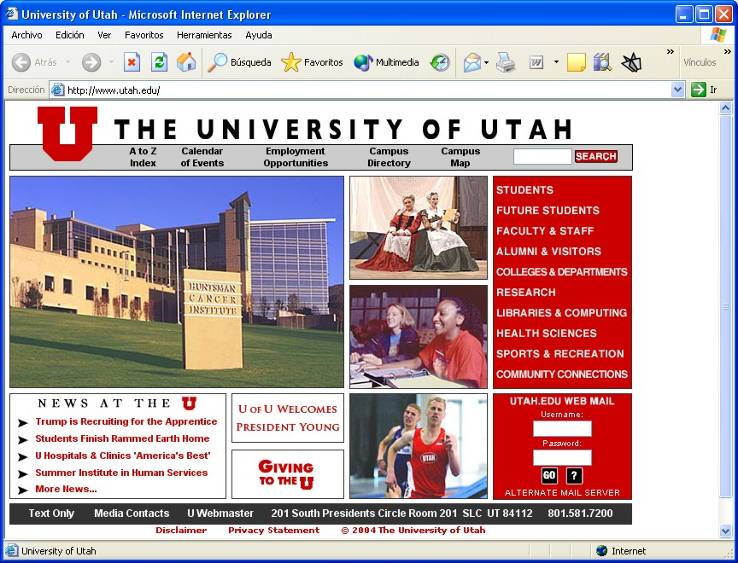 University of Utah - Microsoft Internet Explorer
Archivo Edición Ver Favoritos Herramientas Ayuda
Atrás Búsqueda Favoritos Multimedia W Vínculos
Dirección http://www.utah.edu/ Ir
U THE UNIVERSITY OF UTAH
A to Z Index
Calendar of Events
Employment Opportunities
Campus Directory
Campus Map
SEARCH
HUNTSMAN
CANCER
INSTITUTE
STUDENTS
FUTURE STUDENTS
FACULTY & STAFF
ALUMNI & VISITORS
COLLEGES & DEPARTMENTS
RESEARCH
LIBRARIES & COMPUTING
HEALTH SCIENCES
SPORTS & RECREATION
COMMUNITY CONNECTIONS
NEWS AT THE U
Trump is Recruiting for the Apprentice
Students Finish Rammed Earth Home
U Hospitals & Clinics 'America's Best'
Summer Institute in Human Services
More News...
U OF U WELCOMES
PRESIDENT YOUNG
GIVING
TO THE U
UTAH
UTAH.EDU WEB MAIL
Username:
Password:
GO ?
ALTERNATE MAIL SERVER
Text Only Media Contacts U Webmaster 201 South Presidents Circle Room 201 SLC UT 84112 801.581.7200
Disclaimer Privacy Statement © 2004 The University of Utah
University of Utah Internet